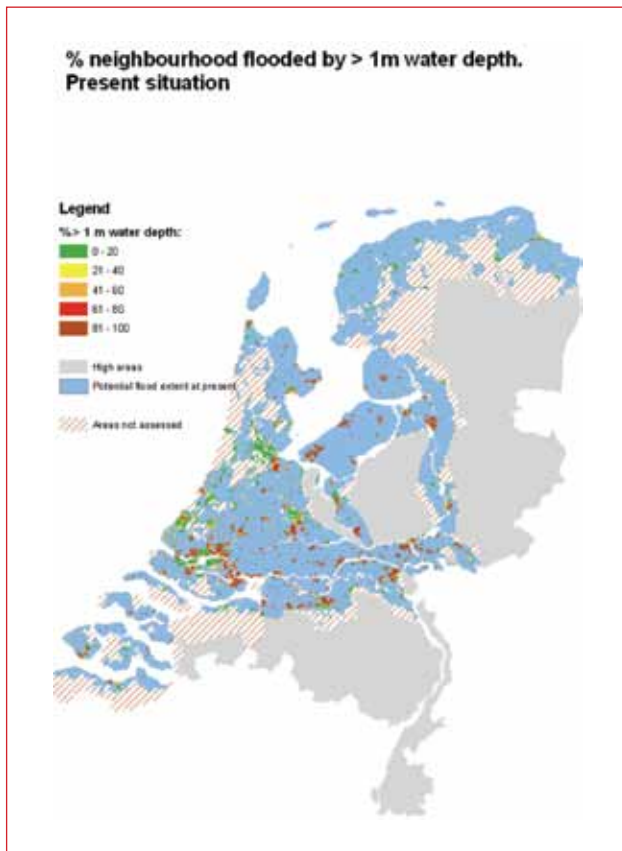 % neighbourhood flooded by > 1m water depth.
Present situation
Legend
% > 1 m water depth:
0 - 20
21 - 40
41 - 60
61 - 80
81 - 100
High areas
Potential flood extent at present
Areas not assessed